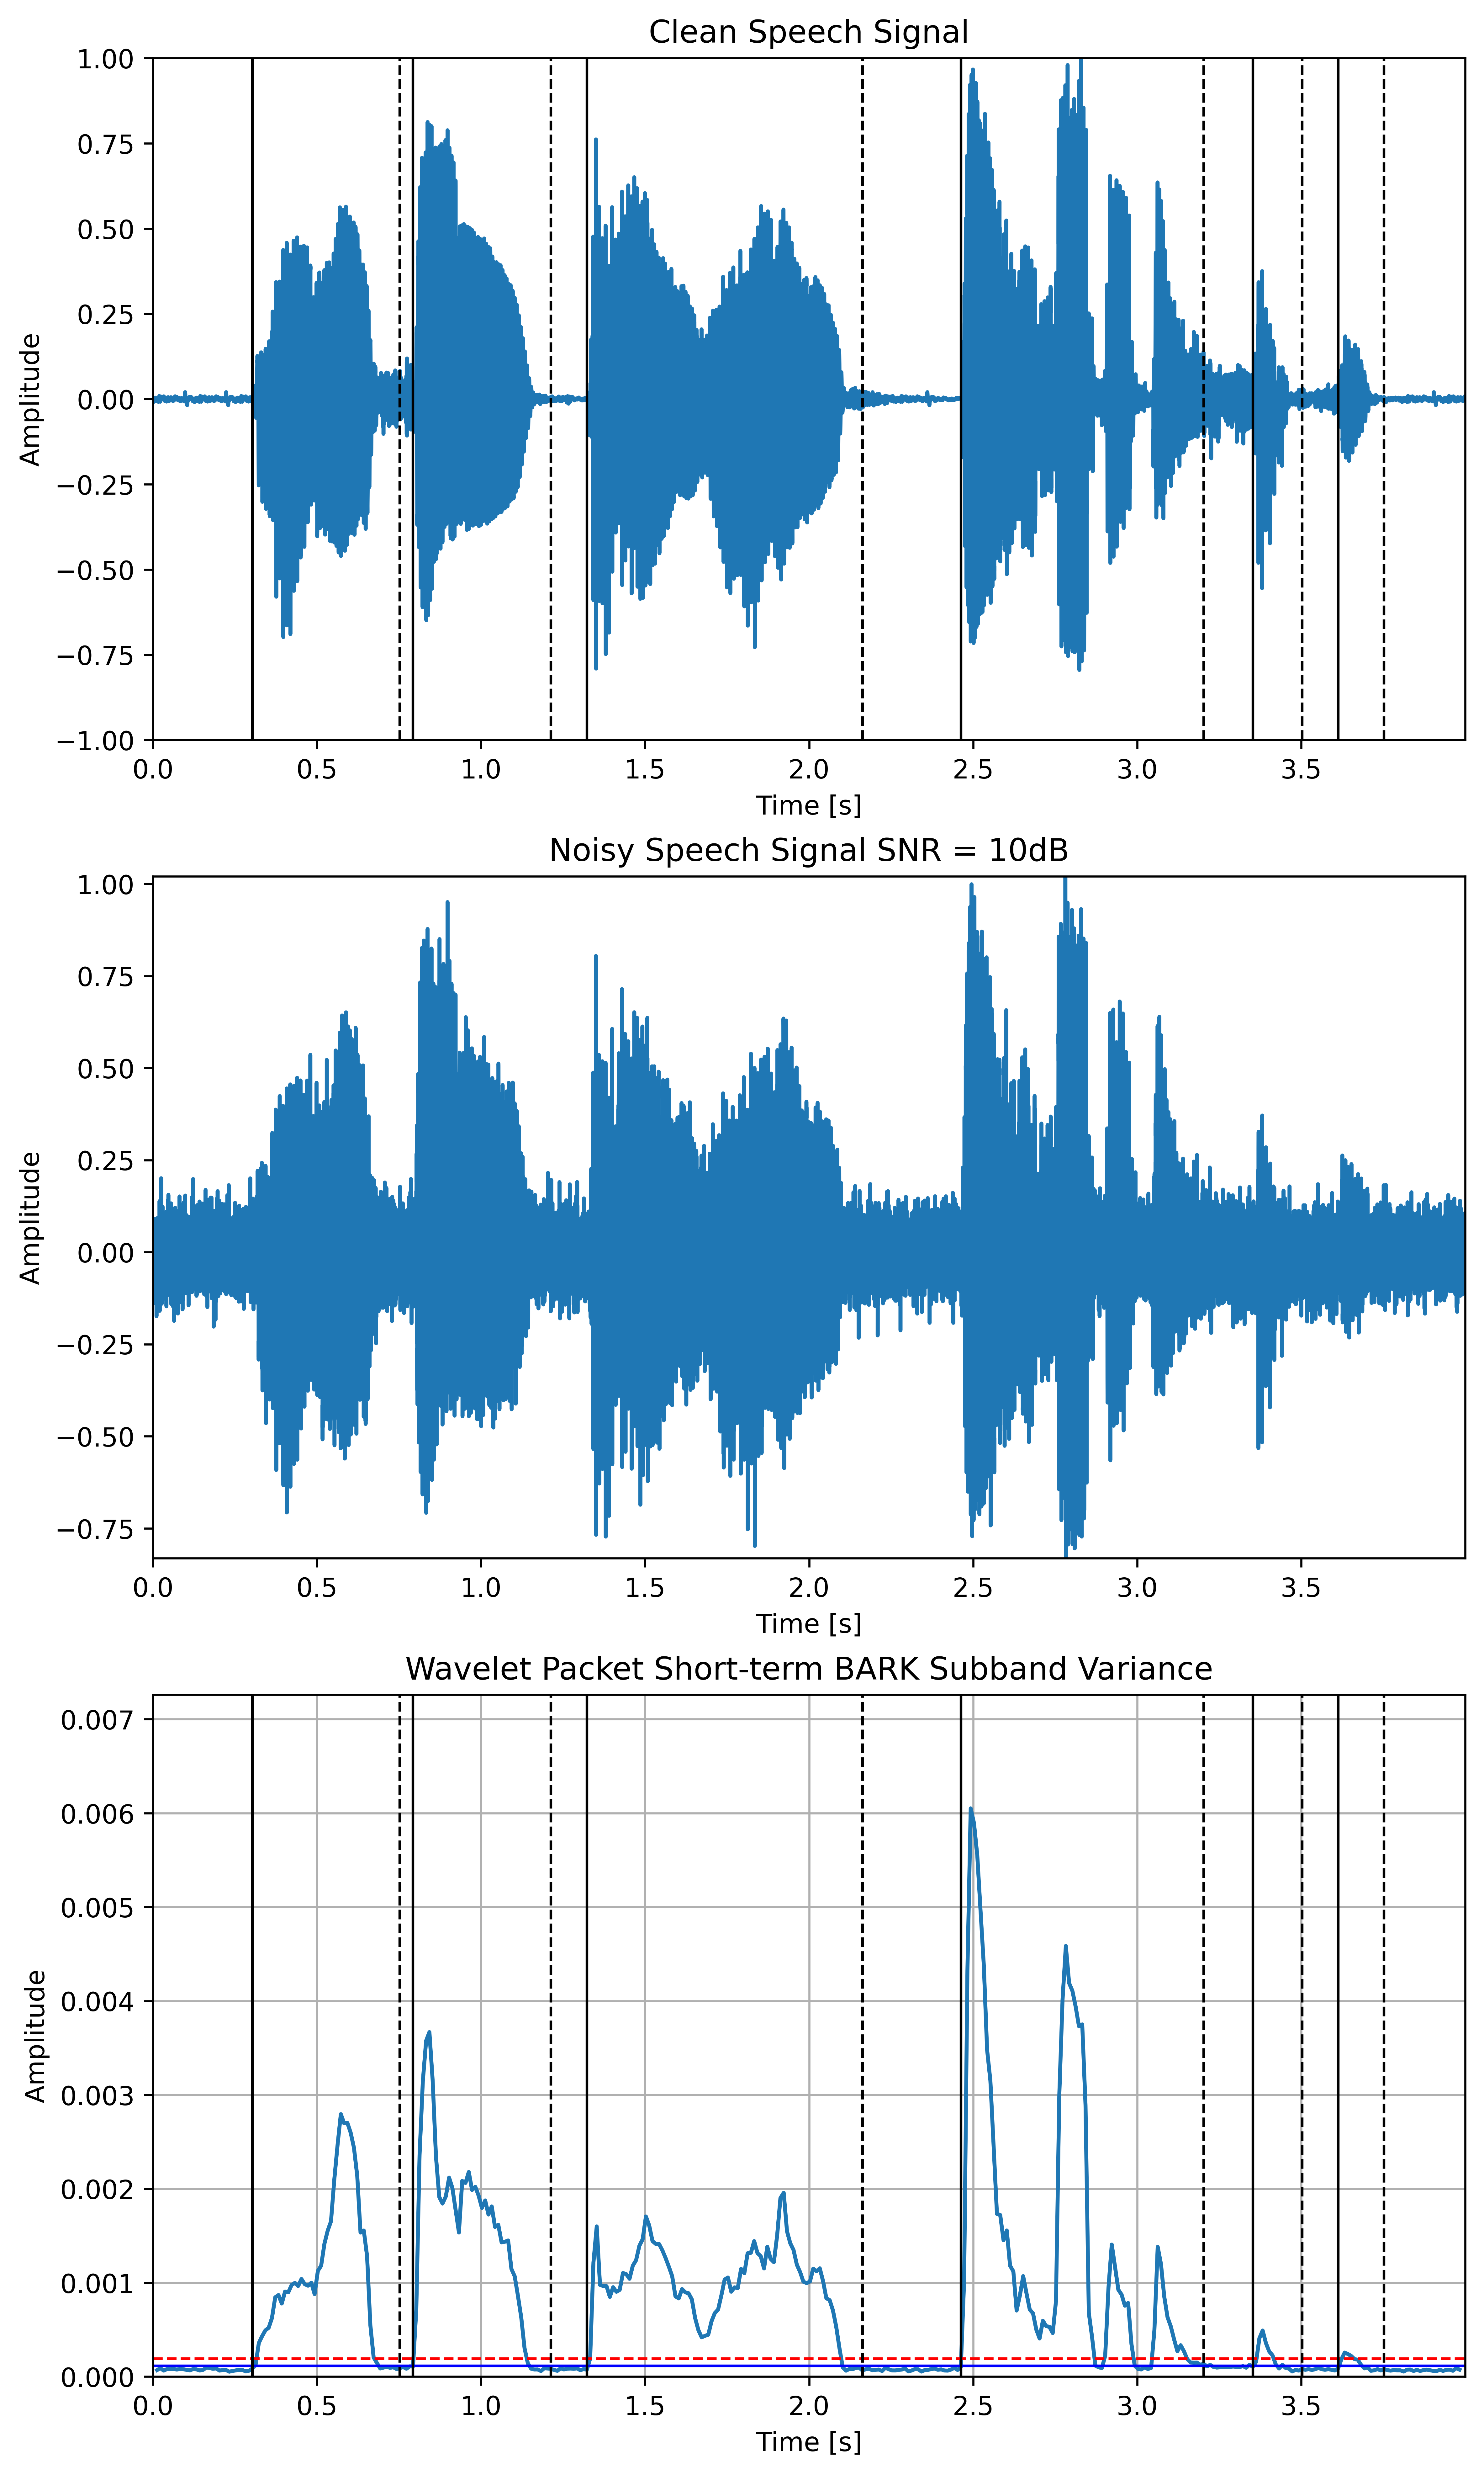 Clean Speech Signal
1.00
0.75
0.50
0.25
0.00
−0.25
−0.50
−0.75
−1.00
Amplitude
0.0 0.5 1.0 1.5 2.0 2.5 3.0 3.5
Time [s]
Noisy Speech Signal SNR = 10dB
1.00
0.75
0.50
0.25
0.00
−0.25
−0.50
−0.75
Amplitude
0.0 0.5 1.0 1.5 2.0 2.5 3.0 3.5
Time [s]
Wavelet Packet Short-term BARK Subband Variance
0.007
0.006
0.005
0.004
0.003
0.002
0.001
0.000
Amplitude
0.0 0.5 1.0 1.5 2.0 2.5 3.0 3.5
Time [s]